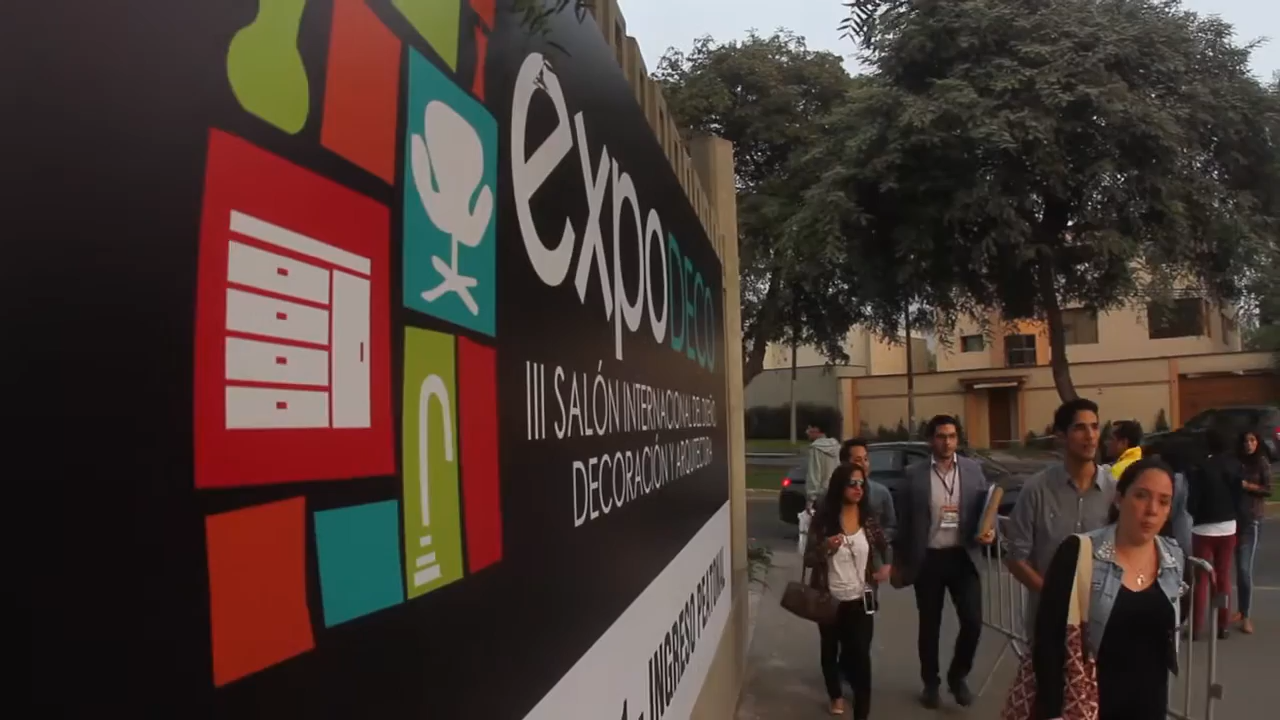 expoDECO
III SALÓN INTERNACIONAL DEL DISEÑO
DECORACIÓN Y ARQUITECTURA
INGRESO PEATONAL